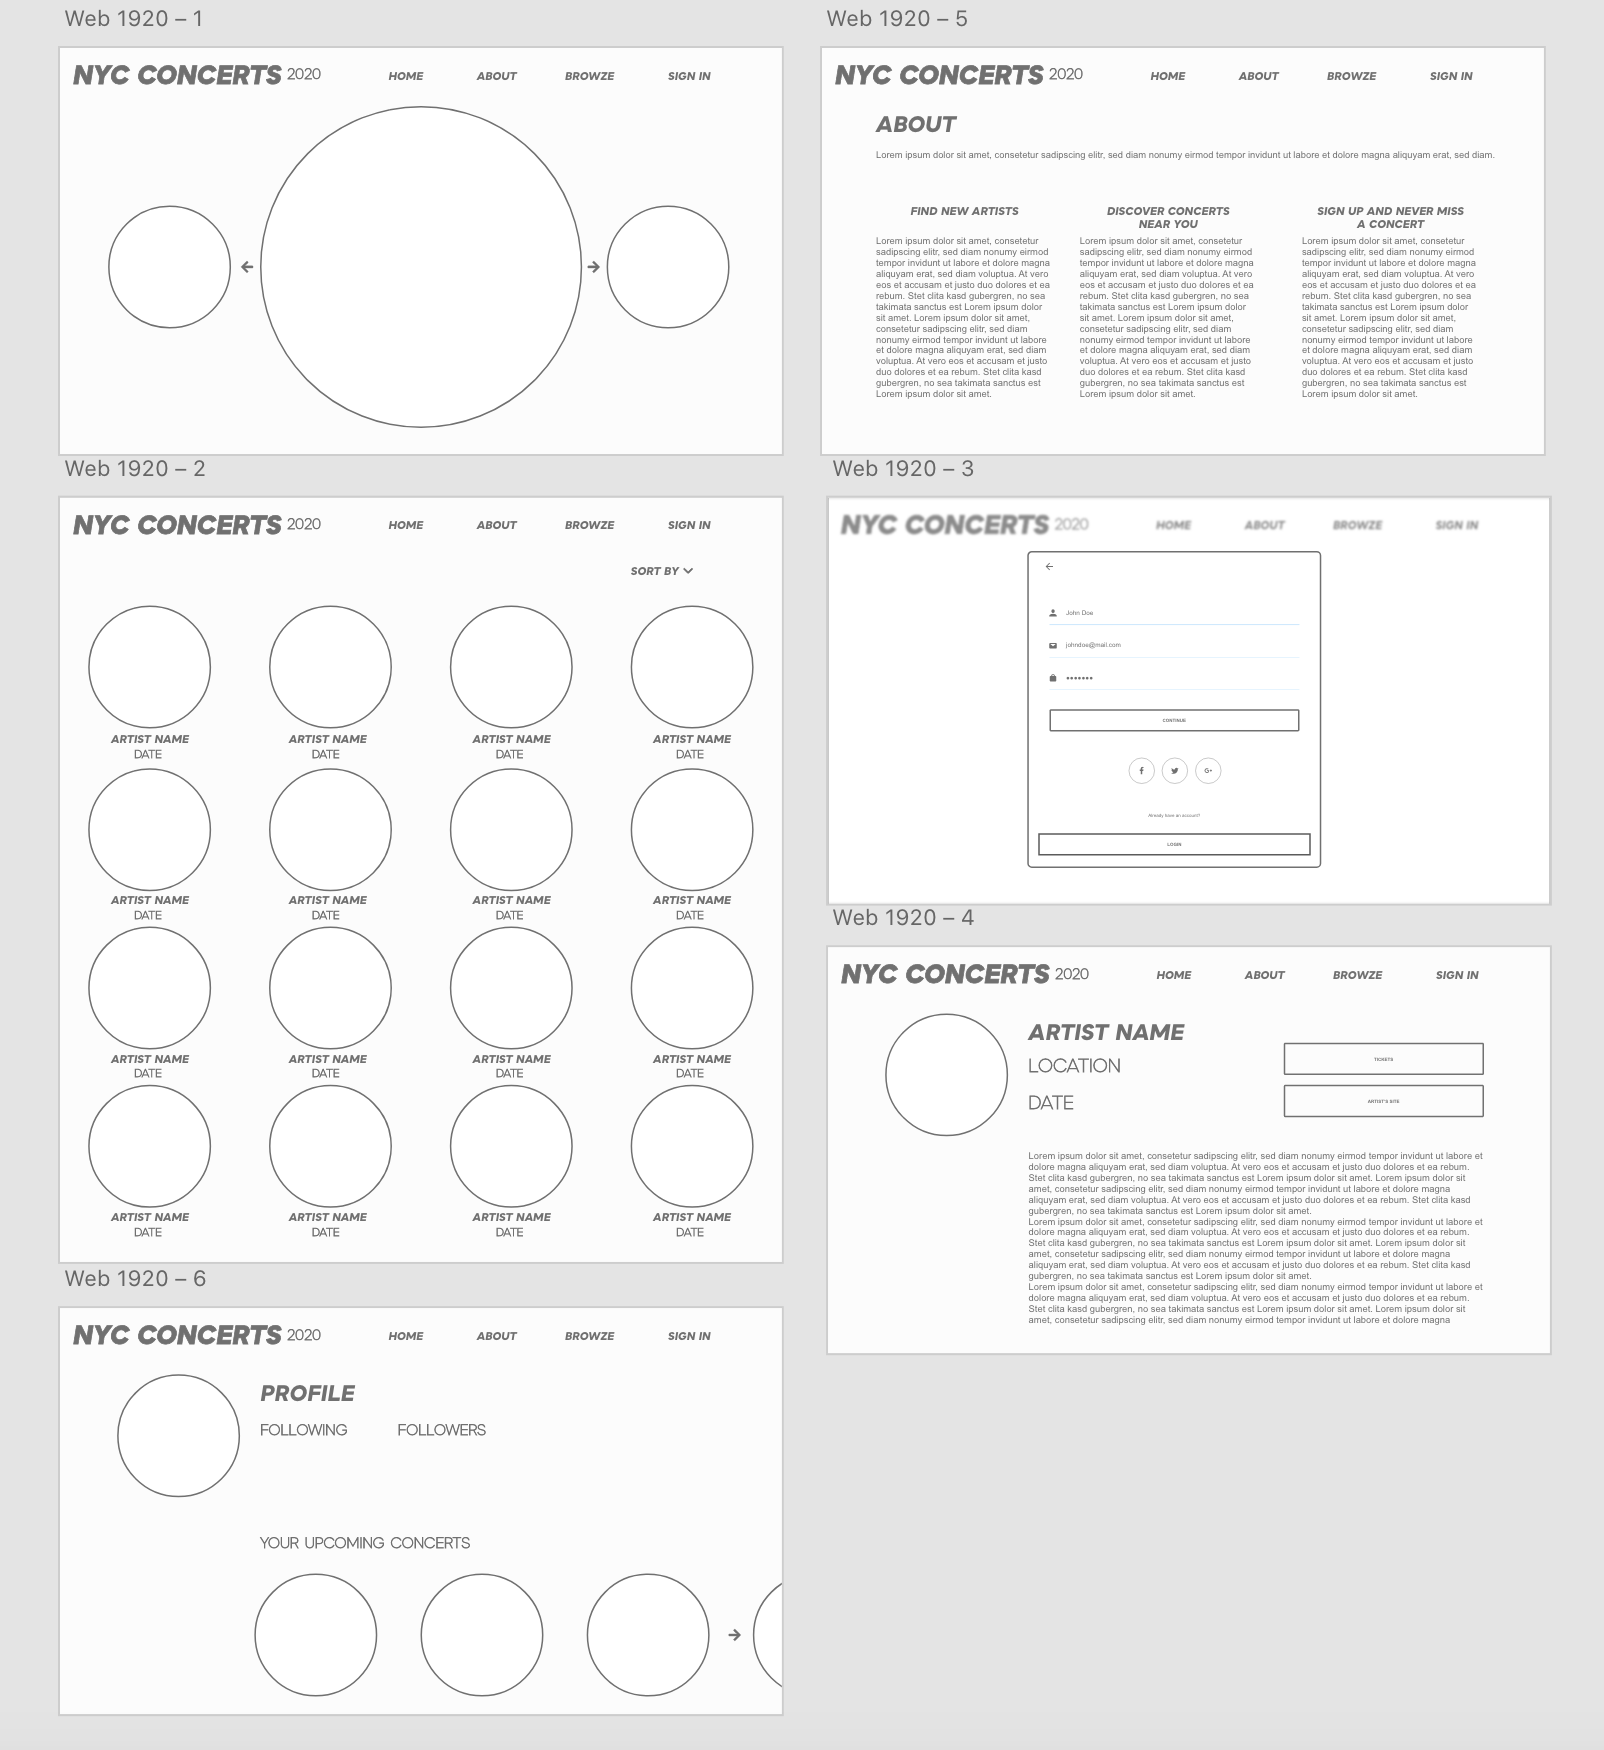 Web 1920 – 1
NYC CONCERTS 2020 HOME ABOUT BROWZE SIGN IN
Web 1920 – 5
NYC CONCERTS 2020 HOME ABOUT BROWZE SIGN IN
ABOUT
Lorem ipsum dolor sit amet, consetetur sadipscing elitr, sed diam nonumy eirmod tempor invidunt ut labore et dolore magna aliquyam erat, sed diam.
FIND NEW ARTISTS
Lorem ipsum dolor sit amet, consetetur
sadipscing elitr, sed diam nonumy eirmod
tempor invidunt ut labore et dolore magna
aliquyam erat, sed diam voluptua. At vero
eos et accusam et justo duo dolores et ea
rebum. Stet clita kasd gubergren, no sea
takimata sanctus est Lorem ipsum dolor
sit amet. Lorem ipsum dolor sit amet,
consetetur sadipscing elitr, sed diam
nonumy eirmod tempor invidunt ut labore
et dolore magna aliquyam erat, sed diam
voluptua. At vero eos et accusam et justo
duo dolores et ea rebum. Stet clita kasd
gubergren, no sea takimata sanctus est
Lorem ipsum dolor sit amet.
DISCOVER CONCERTS
NEAR YOU
Lorem ipsum dolor sit amet, consetetur
sadipscing elitr, sed diam nonumy eirmod
tempor invidunt ut labore et dolore magna
aliquyam erat, sed diam voluptua. At vero
eos et accusam et justo duo dolores et ea
rebum. Stet clita kasd gubergren, no sea
takimata sanctus est Lorem ipsum dolor
sit amet. Lorem ipsum dolor sit amet,
consetetur sadipscing elitr, sed diam
nonumy eirmod tempor invidunt ut labore
et dolore magna aliquyam erat, sed diam
voluptua. At vero eos et accusam et justo
duo dolores et ea rebum. Stet clita kasd
gubergren, no sea takimata sanctus est
Lorem ipsum dolor sit amet.
SIGN UP AND NEVER MISS
A CONCERT
Lorem ipsum dolor sit amet, consetetur
sadipscing elitr, sed diam nonumy eirmod
tempor invidunt ut labore et dolore magna
aliquyam erat, sed diam voluptua. At vero
eos et accusam et justo duo dolores et ea
rebum. Stet clita kasd gubergren, no sea
takimata sanctus est Lorem ipsum dolor
sit amet. Lorem ipsum dolor sit amet,
consetetur sadipscing elitr, sed diam
nonumy eirmod tempor invidunt ut labore
et dolore magna aliquyam erat, sed diam
voluptua. At vero eos et accusam et justo
duo dolores et ea rebum. Stet clita kasd
gubergren, no sea takimata sanctus est
Lorem ipsum dolor sit amet.
Web 1920 – 2
NYC CONCERTS 2020 HOME ABOUT BROWZE SIGN IN
SORT BY
ARTIST NAME ARTIST NAME ARTIST NAME ARTIST NAME
DATE DATE DATE DATE
ARTIST NAME ARTIST NAME ARTIST NAME ARTIST NAME
DATE DATE DATE DATE
ARTIST NAME ARTIST NAME ARTIST NAME ARTIST NAME
DATE DATE DATE DATE
ARTIST NAME ARTIST NAME ARTIST NAME ARTIST NAME
DATE DATE DATE DATE
Web 1920 – 3
NYC CONCERTS 2020 HOME ABOUT BROWZE SIGN IN
John Doe
johndoe@mail.com
CONTINUE
f G+
Already have an account?
LOGIN
Web 1920 – 4
NYC CONCERTS 2020 HOME ABOUT BROWZE SIGN IN
ARTIST NAME
LOCATION
DATE
TICKETS
ARTIST'S SITE
Lorem ipsum dolor sit amet, consetetur sadipscing elitr, sed diam nonumy eirmod tempor invidunt ut labore et
dolore magna aliquyam erat, sed diam voluptua. At vero eos et accusam et justo duo dolores et ea rebum.
Stet clita kasd gubergren, no sea takimata sanctus est Lorem ipsum dolor sit amet. Lorem ipsum dolor sit
amet, consetetur sadipscing elitr, sed diam nonumy eirmod tempor invidunt ut labore et dolore magna
aliquyam erat, sed diam voluptua. At vero eos et accusam et justo duo dolores et ea rebum. Stet clita kasd
gubergren, no sea takimata sanctus est Lorem ipsum dolor sit amet.
Lorem ipsum dolor sit amet, consetetur sadipscing elitr, sed diam nonumy eirmod tempor invidunt ut labore et
dolore magna aliquyam erat, sed diam voluptua. At vero eos et accusam et justo duo dolores et ea rebum.
Stet clita kasd gubergren, no sea takimata sanctus est Lorem ipsum dolor sit amet. Lorem ipsum dolor sit
amet, consetetur sadipscing elitr, sed diam nonumy eirmod tempor invidunt ut labore et dolore magna
aliquyam erat, sed diam voluptua. At vero eos et accusam et justo duo dolores et ea rebum. Stet clita kasd
gubergren, no sea takimata sanctus est Lorem ipsum dolor sit amet.
Lorem ipsum dolor sit amet, consetetur sadipscing elitr, sed diam nonumy eirmod tempor invidunt ut labore et
dolore magna aliquyam erat, sed diam voluptua. At vero eos et accusam et justo duo dolores et ea rebum.
Stet clita kasd gubergren, no sea takimata sanctus est Lorem ipsum dolor sit amet. Lorem ipsum dolor sit
amet, consetetur sadipscing elitr, sed diam nonumy eirmod tempor invidunt ut labore et dolore magna
Web 1920 – 6
NYC CONCERTS 2020 HOME ABOUT BROWZE SIGN IN
PROFILE
FOLLOWING FOLLOWERS
YOUR UPCOMING CONCERTS